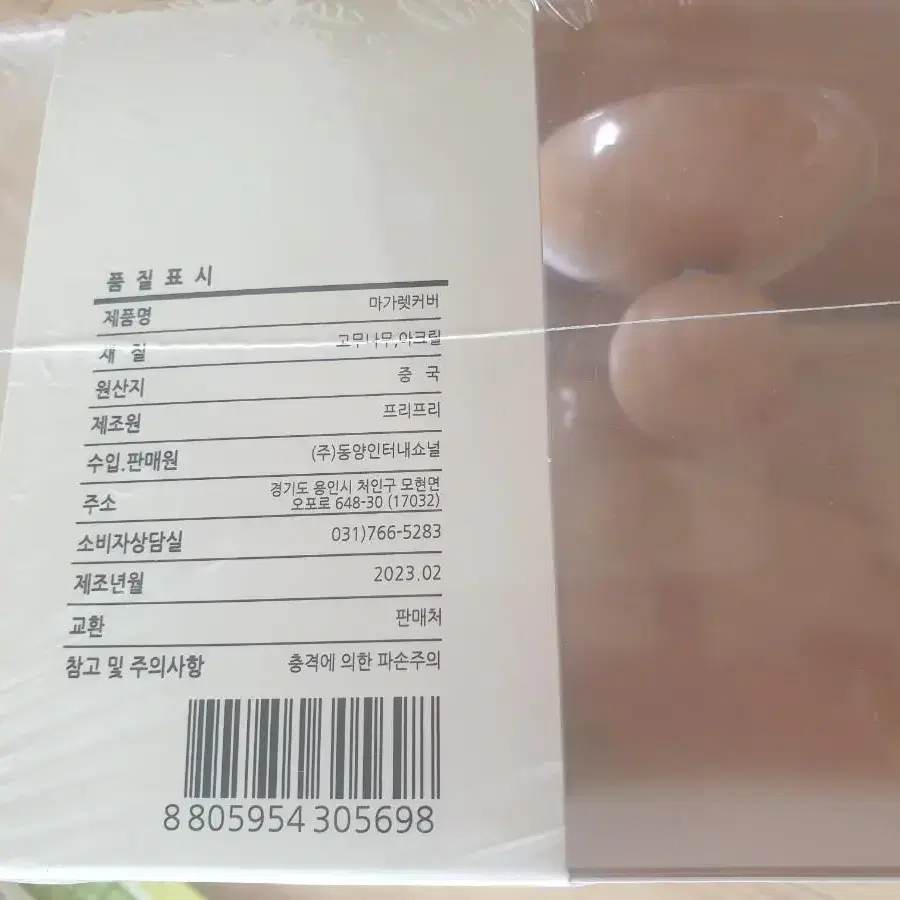 품 질 표 시
제품명 마가렛커버
새 질 고무나무,아크릴
원산지 중 국
제조원 프리프리
수입.판매원 (주)동양인터내쇼널
주소 경기도 용인시 처인구 모현면
오포로 648-30 (17032)
소비자상담실 031)766-5283
제조년월 2023.02
교환 판매처
참고 및 주의사항 충격에 의한 파손주의
8 805954 305698